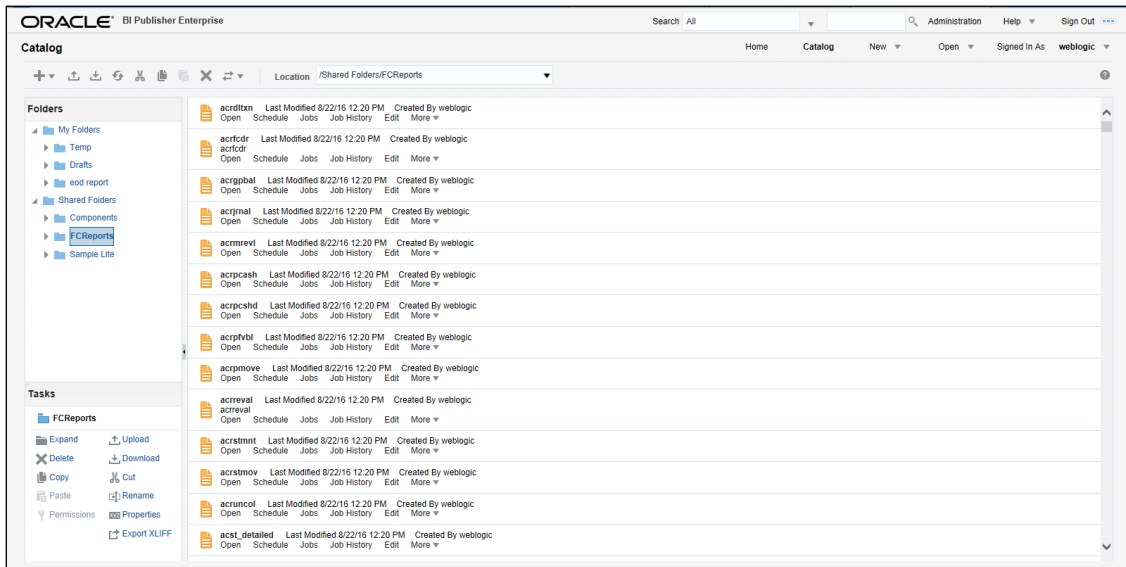 ORACLE® BI Publisher Enterprise Search All Administration Help Sign Out
Catalog Home Catalog New Open Signed In As weblogic
Location /Shared Folders/FCReports
Folders
My Folders
Temp
Drafts
eod report
Shared Folders
Components
FCReports
Sample Lite
Tasks
FCReports
Expand Upload
Delete Download
Copy Cut
Paste Rename
Permissions Properties
Export XLIFF
acrdltxn Last Modified 8/22/16 12:20 PM Created By weblogic
Open Schedule Jobs Job History Edit More
acrfcdr Last Modified 8/22/16 12:20 PM Created By weblogic
acrfcdr
Open Schedule Jobs Job History Edit More
acrgpbal Last Modified 8/22/16 12:20 PM Created By weblogic
Open Schedule Jobs Job History Edit More
acrjrnal Last Modified 8/22/16 12:20 PM Created By weblogic
Open Schedule Jobs Job History Edit More
acrmrevl Last Modified 8/22/16 12:20 PM Created By weblogic
Open Schedule Jobs Job History Edit More
acrpcash Last Modified 8/22/16 12:20 PM Created By weblogic
Open Schedule Jobs Job History Edit More
acrpcshd Last Modified 8/22/16 12:20 PM Created By weblogic
Open Schedule Jobs Job History Edit More
acrpfvbl Last Modified 8/22/16 12:20 PM Created By weblogic
Open Schedule Jobs Job History Edit More
acrpmove Last Modified 8/22/16 12:20 PM Created By weblogic
Open Schedule Jobs Job History Edit More
acrreval Last Modified 8/22/16 12:20 PM Created By weblogic
acrreval
Open Schedule Jobs Job History Edit More
acrstmnt Last Modified 8/22/16 12:20 PM Created By weblogic
Open Schedule Jobs Job History Edit More
acrstmov Last Modified 8/22/16 12:20 PM Created By weblogic
Open Schedule Jobs Job History Edit More
acruncol Last Modified 8/22/16 12:20 PM Created By weblogic
Open Schedule Jobs Job History Edit More
acst_detailed Last Modified 8/22/16 12:20 PM Created By weblogic
Open Schedule Jobs Job History Edit More